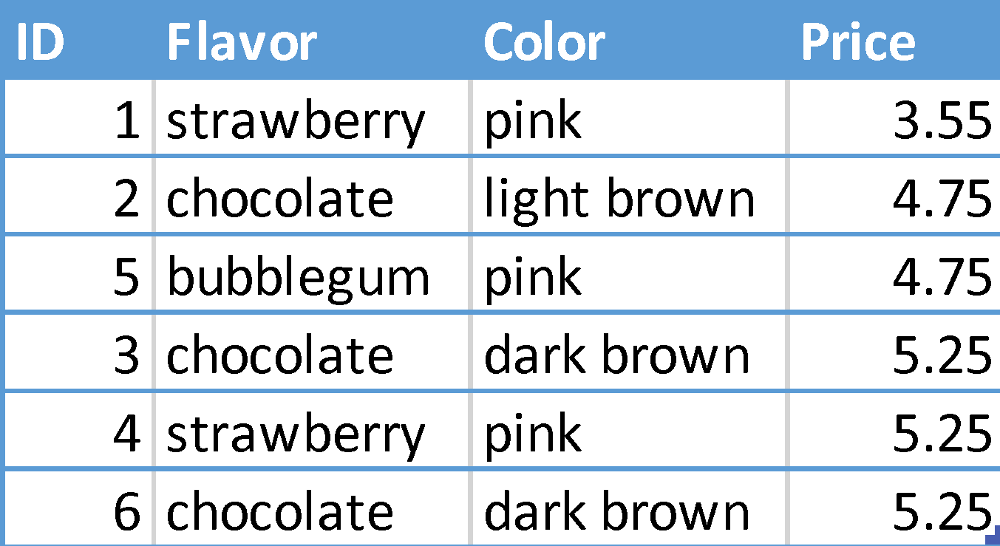 ID Flavor Color Price
1 strawberry pink 3.55
2 chocolate light brown 4.75
5 bubblegum pink 4.75
3 chocolate dark brown 5.25
4 strawberry pink 5.25
6 chocolate dark brown 5.25